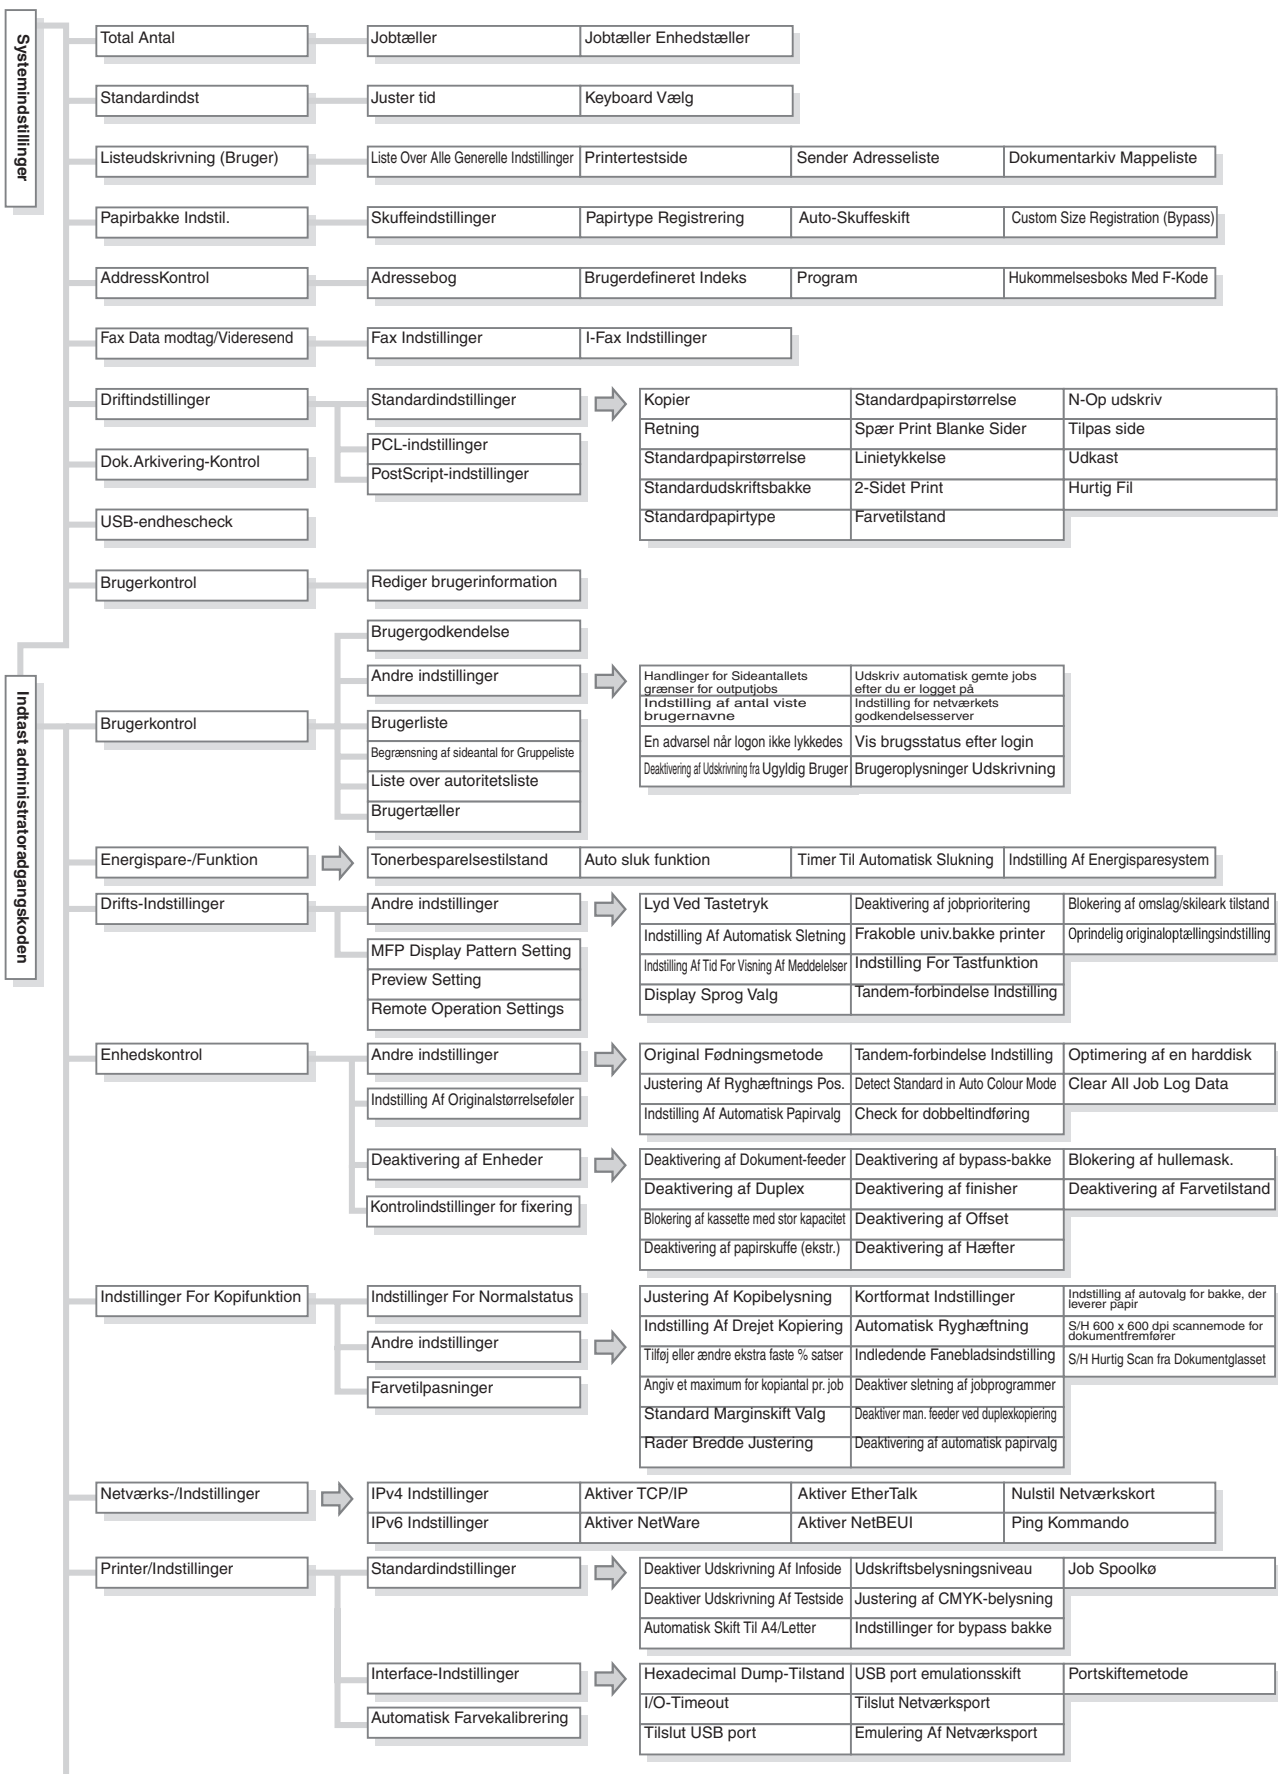 Systemindstillinger
Total Antal
Jobtæller
Jobtæller Enhedstæller
Standardindst
Juster tid
Keyboard Vælg
Listeudskrivning (Bruger)
Liste Over Alle Generelle Indstillinger
Printertestside
Sender Adresseliste
Dokumentarkiv Mappeliste
Papirbakke Indstil.
Skuffeindstillinger
Papirtype Registrering
Auto-Skuffeskift
Custom Size Registration (Bypass)
AddressKontrol
Adressebog
Brugerdefineret Indeks
Program
Hukommelsesboks Med F-Kode
Fax Data modtag/Videresend
Fax Indstillinger
I-Fax Indstillinger
Driftindstillinger
Standardindstillinger
Kopier
Standardpapirstørrelse
N-Op udskriv
Retning
Spær Print Blanke Sider
Tilpas side
PCL-indstillinger
Dok.Arkivering-Kontrol
Standardpapirstørrelse
Linietykkelse
Udkast
PostScript-indstillinger
Standardudskriftsbakke
2-Sidet Print
Hurtig Fil
USB-endhescheck
Standardpapirtype
Farvetilstand
Brugerkontrol
Rediger brugerinformation
Indtast administratoradgangskoden
Brugerkontrol
Brugergodkendelse
Andre indstillinger
Handlinger for Sideantallets
grænser for outputjobs
Udskriv automatisk gemte jobs
efter du er logget på
Indstilling af antal viste
brugernavne
Indstilling for netværkets
godkendelsesserver
Brugerliste
En advarsel når logon ikke lykkedes
Vis brugsstatus efter login
Begrænsning af sideantal for Gruppeliste
Deaktivering af Udskrivning fra Ugyldig Bruger
Brugeroplysninger Udskrivning
Liste over autoritetsliste
Brugertæller
Energispare-/Funktion
Tonerbesparelsestilstand
Auto sluk funktion
Timer Til Automatisk Slukning
Indstilling Af Energisparesystem
Drifts-Indstillinger
Andre indstillinger
Lyd Ved Tastetryk
Deaktivering af jobprioritering
Blokering af omslag/skileark tilstand
MFP Display Pattern Setting
Indstilling Af Automatisk Sletning
Frakoble univ.bakke printer
Oprindelig originaloptællingsindstilling
Preview Setting
Indstilling Af Tid For Visning Af Meddelelser
Indstilling For Tastfunktion
Remote Operation Settings
Display Sprog Valg
Tandem-forbindelse Indstilling
Enhedskontrol
Andre indstillinger
Original Fødningsmetode
Tandem-forbindelse Indstilling
Optimering af en harddisk
Indstilling Af Originalstørrelseføler
Justering Af Ryghæftnings Pos.
Detect Standard in Auto Colour Mode
Clear All Job Log Data
Indstilling Af Automatisk Papirvalg
Check for dobbeltindføring
Deaktivering af Enheder
Deaktivering af Dokument-feeder
Deaktivering af bypass-bakke
Blokering af hullemask.
Kontrolindstillinger for fixering
Deaktivering af Duplex
Deaktivering af finisher
Deaktivering af Farvetilstand
Blokering af kassette med stor kapacitet
Deaktivering af Offset
Deaktivering af papirskuffe (ekstr.)
Deaktivering af Hæfter
Indstillinger For Kopifunktion
Indstillinger For Normalstatus
Justering Af Kopibelysning
Kortformat Indstillinger
Indstilling af autovalg for bakke, der
leverer papir
Andre indstillinger
Indstilling Af Drejet Kopiering
Automatisk Ryghæftning
S/H 600 x 600 dpi scannemode for
dokumentfremfører
Tilføj eller ændre ekstra faste % satser
Indledende Fanebladsindstilling
S/H Hurtig Scan fra Dokumentglasset
Farvetilpasninger
Angiv et maximum for kopiantal pr. job
Deaktiver sletning af jobprogrammer
Standard Marginskift Valg
Deaktiver man. feeder ved duplexkopiering
Rader Bredde Justering
Deaktivering af automatisk papirvalg
Netværks-/Indstillinger
IPv4 Indstillinger
Aktiver TCP/IP
Aktiver EtherTalk
Nulstil Netværkskort
IPv6 Indstillinger
Aktiver NetWare
Aktiver NetBEUI
Ping Kommando
Printer/Indstillinger
Standardindstillinger
Deaktiver Udskrivning Af Infoside
Udskriftsbelysningsniveau
Job Spoolkø
Deaktiver Udskrivning Af Testside
Justering af CMYK-belysning
Automatisk Skift Til A4/Letter
Indstillinger for bypass bakke
Interface-Indstillinger
Hexadecimal Dump-Tilstand
USB port emulationsskift
Portskiftemetode
Automatisk Farvekalibrering
I/O-Timeout
Tilslut Netværksport
Tilslut USB port
Emulering Af Netværksport